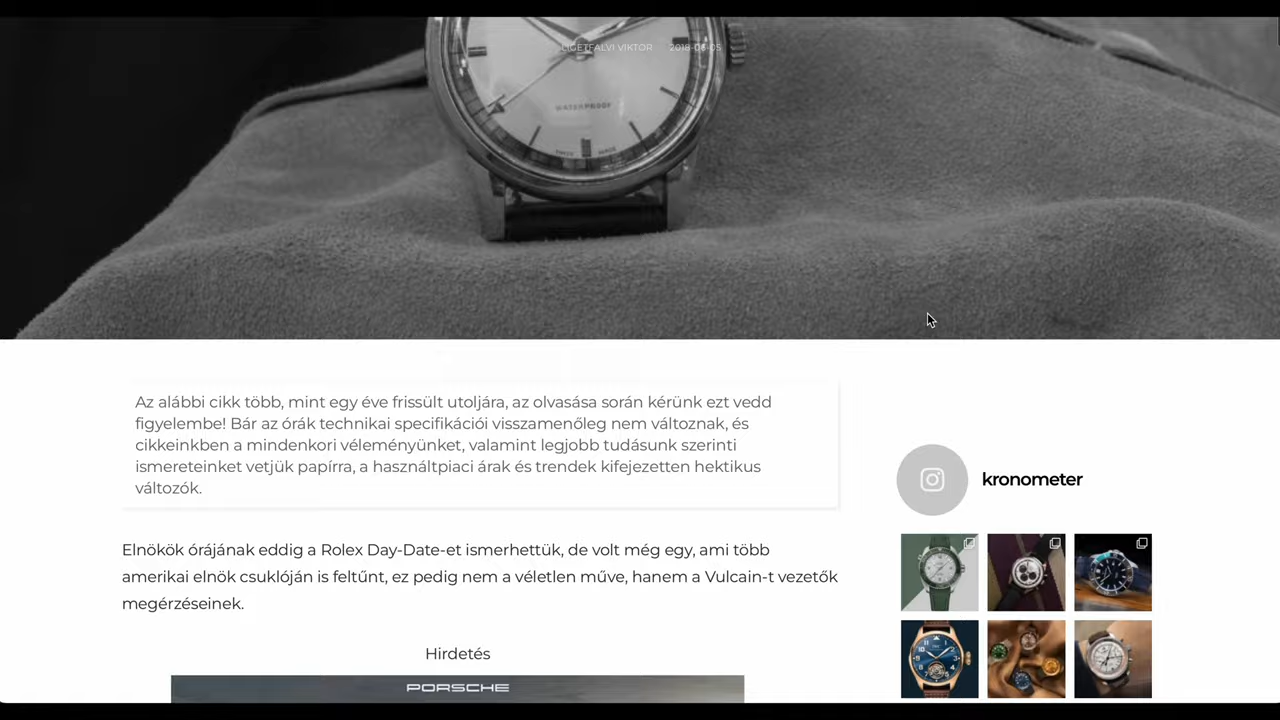 LIGETFALVI VIKTOR 2018-06-05
WATERPROOF
SWISS MADE
Az alábbi cikk több, mint egy éve frissült utoljára, az olvasása során kérünk ezt vedd
figyelembe! Bár az órák technikai specifikációi visszamenőleg nem változnak, és
cikkeinkben a mindenkori véleményünket, valamint legjobb tudásunk szerinti
ismereteinket vetjük papírra, a használtpiaci árak és trendek kifejezetten hektikus
változók.
kronometer
Elnökök órájának eddig a Rolex Day-Date-et ismerhettük, de volt még egy, ami több
amerikai elnök csuklóján is feltűnt, ez pedig nem a véletlen műve, hanem a Vulcain-t vezetők
megérzéseinek.
Hirdetés
PORSCHE